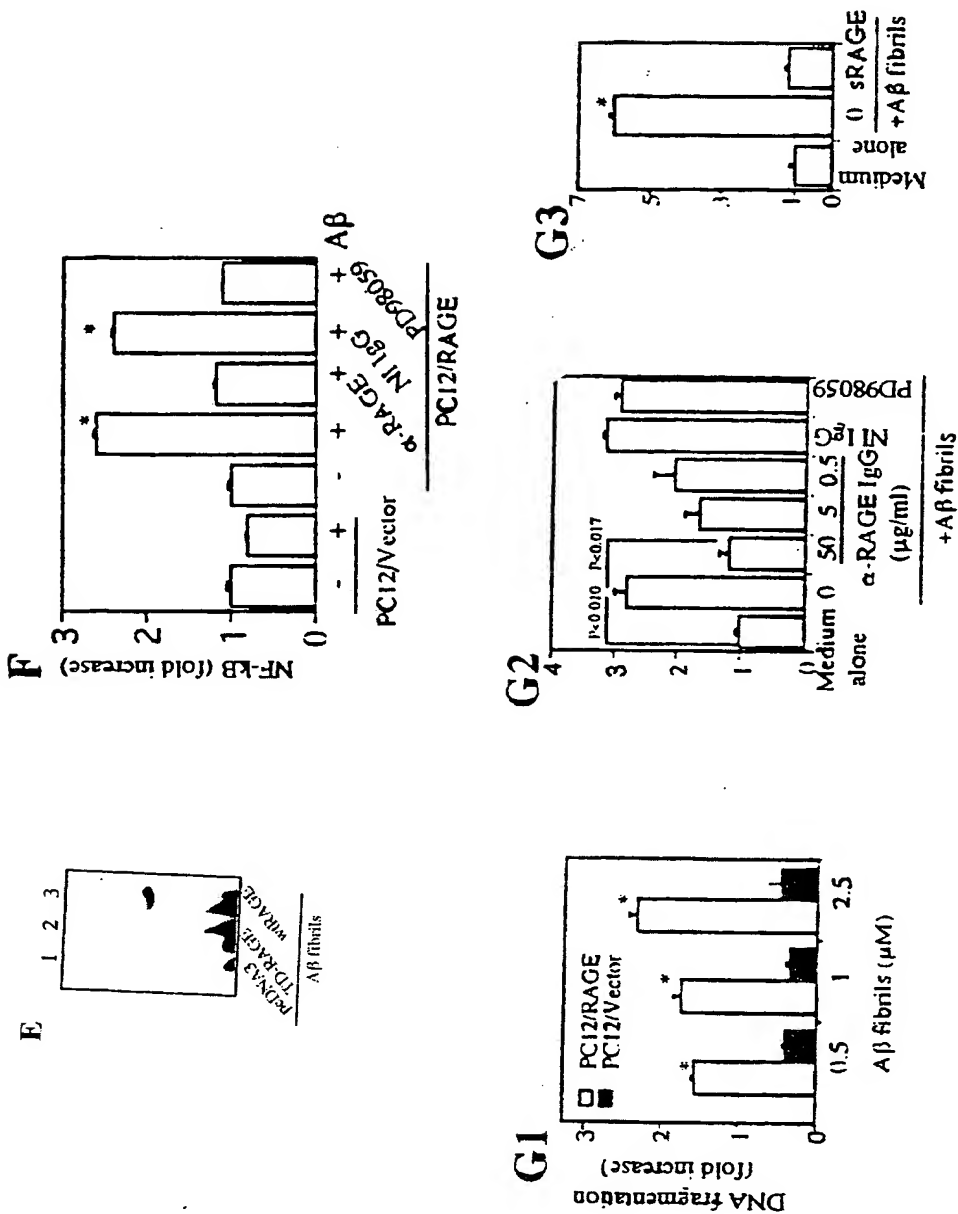 E
1 2 3
pcDNA3
TD-RAGE
wtRAGE
Aβ fibrils
F
NF-kB (fold increase)
3
2
1
0
- + - + + + + Aβ
PC12/Vector
α-RAGE
NI IgG
PD98059
PC12/RAGE
G1
DNA fragmentation
(fold increase)
3
2
1
0
PC12/RAGE
PC12/Vector
*
*
*
0.5 1 2.5
Aβ fibrils (μM)
G2
4
3
2
1
0
P<0.010
P<0.017
Medium
alone
0 50 5 0.5
α-RAGE IgG
(μg/ml)
NI IgG
PD98059
+Aβ fibrils
G3
7
5
3
1
0
*
Medium
alone
0 sRAGE
+Aβ fibrils